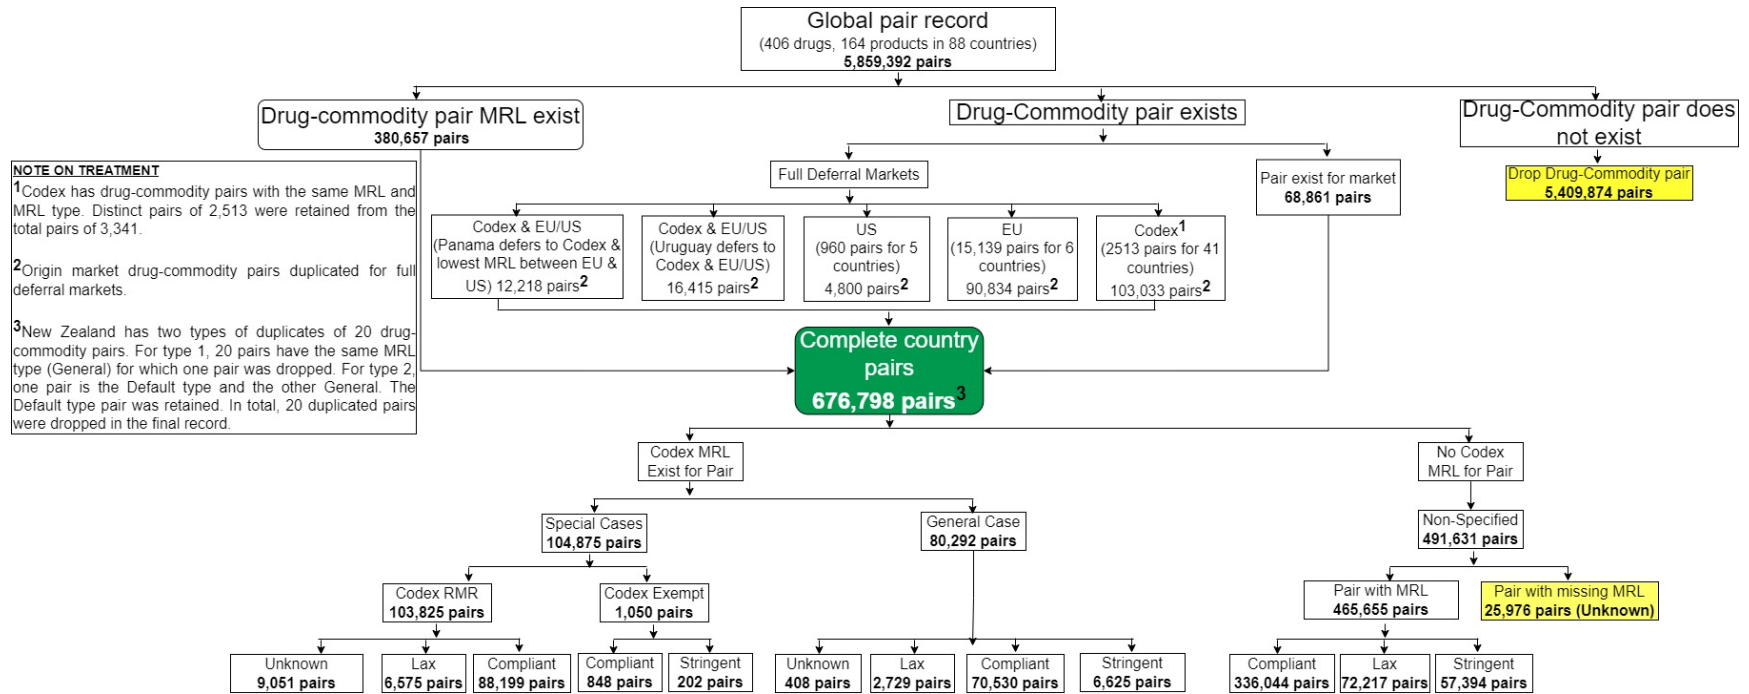 Global pair record
(406 drugs, 164 products in 88 countries)
5,859,392 pairs
Drug-commodity pair MRL exist
380,657 pairs
Drug-Commodity pair exists
Drug-Commodity pair does
not exist
Drop Drug-Commodity pair
5,409,874 pairs
Full Deferral Markets
Pair exist for market
68,861 pairs
NOTE ON TREATMENT
1Codex has drug-commodity pairs with the same MRL and
MRL type. Distinct pairs of 2,513 were retained from the
total pairs of 3,341.
2Origin market drug-commodity pairs duplicated for full
deferral markets.
3New Zealand has two types of duplicates of 20 drug-
commodity pairs. For type 1, 20 pairs have the same MRL
type (General) for which one pair was dropped. For type 2,
one pair is the Default type and the other General. The
Default type pair was retained. In total, 20 duplicated pairs
were dropped in the final record.
Codex & EU/US
(Panama defers to Codex &
lowest MRL between EU &
US) 12,218 pairs2
Codex & EU/US
(Uruguay defers to
Codex & EU/US)
16,415 pairs2
US
(960 pairs for 5
countries)
4,800 pairs2
EU
(15,139 pairs for 6
countries)
90,834 pairs2
Codex1
(2513 pairs for 41
countries)
103,033 pairs2
Complete country
pairs
676,798 pairs3
Codex MRL
Exist for Pair
No Codex
MRL for Pair
Special Cases
104,875 pairs
General Case
80,292 pairs
Non-Specified
491,631 pairs
Codex RMR
103,825 pairs
Codex Exempt
1,050 pairs
Pair with MRL
465,655 pairs
Pair with missing MRL
25,976 pairs (Unknown)
Unknown
9,051 pairs
Lax
6,575 pairs
Compliant
88,199 pairs
Compliant
848 pairs
Stringent
202 pairs
Unknown
408 pairs
Lax
2,729 pairs
Compliant
70,530 pairs
Stringent
6,625 pairs
Compliant
336,044 pairs
Lax
72,217 pairs
Stringent
57,394 pairs